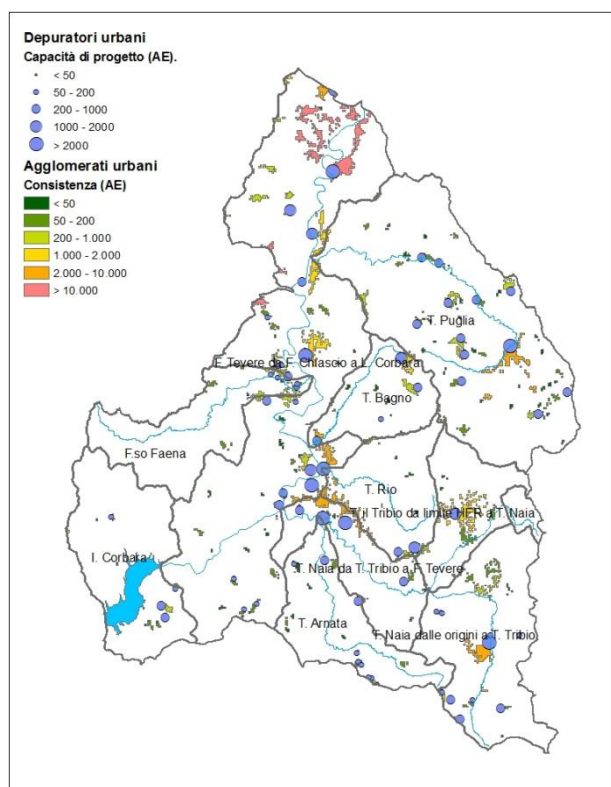 Depuratori urbani
Capacità di progetto (AE).
< 50
50 - 200
200 - 1000
1000 - 2000
> 2000
Agglomerati urbani
Consistenza (AE)
< 50
50 - 200
200 - 1.000
1.000 - 2.000
2.000 - 10.000
> 10.000
T. Puglia
F. Tevere da F. Chiascio a L. Corbara
T. Bagno
F.so Faena
T. Rio
T. il Tribio da limite HER a T. Naia
l. Corbara
T. Naia da T. Tribio a F. Tevere
T. Arnata
T. Naia dalle origini a T. Tribio